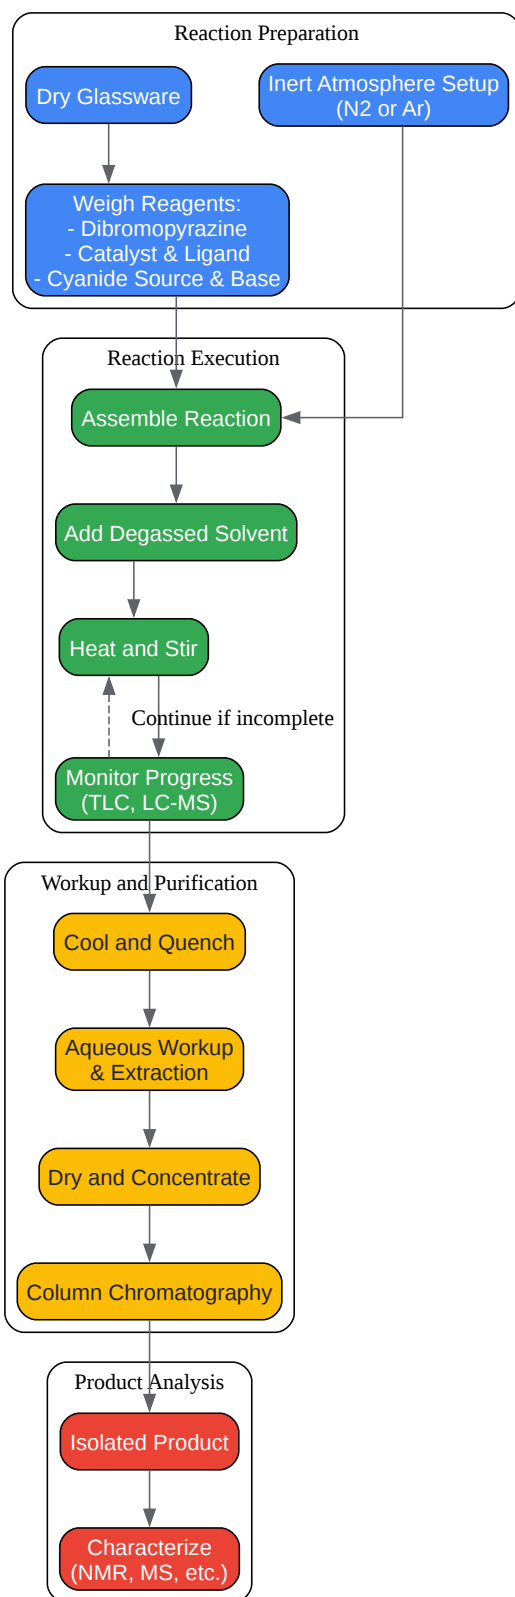 Reaction Preparation
Dry Glassware
Inert Atmosphere Setup
(N2 or Ar)
Weigh Reagents:
- Dibromopyrazine
- Catalyst & Ligand
- Cyanide Source & Base
Reaction Execution
Assemble Reaction
Add Degassed Solvent
Heat and Stir
Continue if incomplete
Monitor Progress
(TLC, LC-MS)
Workup and Purification
Cool and Quench
Aqueous Workup
& Extraction
Dry and Concentrate
Column Chromatography
Product Analysis
Isolated Product
Characterize
(NMR, MS, etc.)